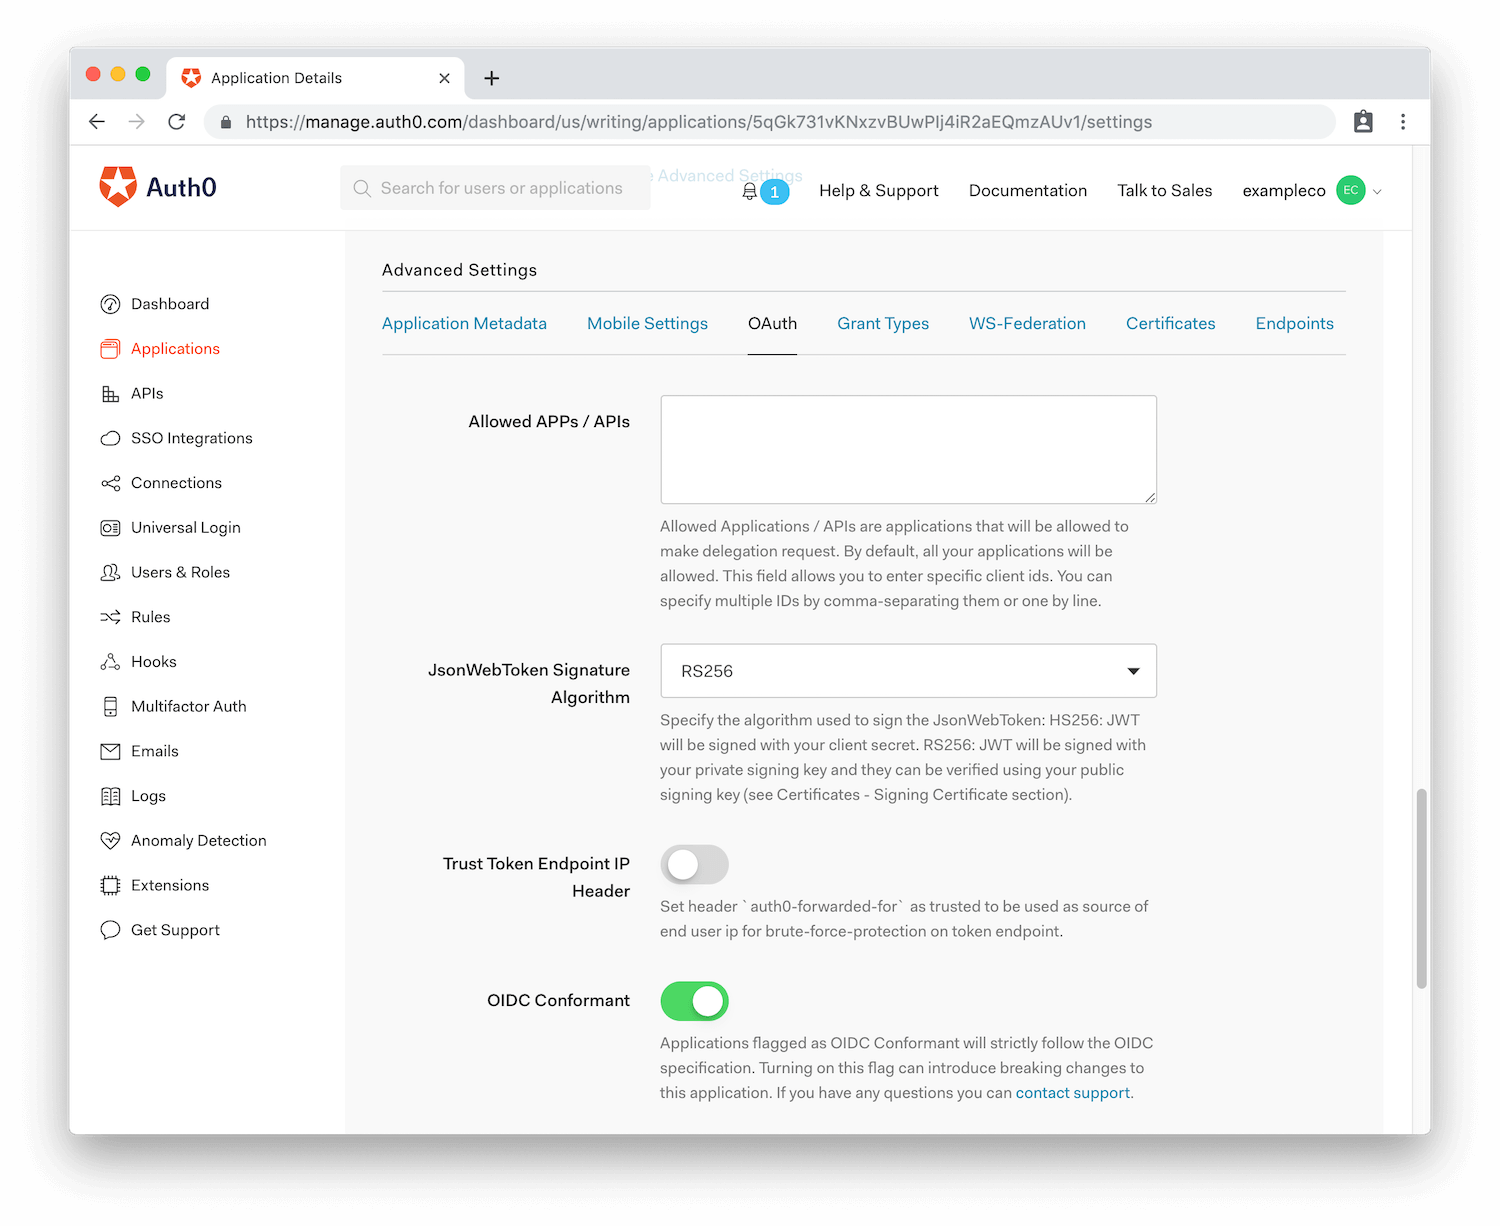 Application Details
https://manage.auth0.com/dashboard/us/writing/applications/5qGk731vKNxzvBUwPIj4iR2aEQmzAUv1/settings
Auth0
Search for users or applications
Advanced Settings
1
Help & Support
Documentation
Talk to Sales
exampleco
EC
Dashboard
Applications
APIs
SSO Integrations
Connections
Universal Login
Users & Roles
Rules
Hooks
Multifactor Auth
Emails
Logs
Anomaly Detection
Extensions
Get Support
Advanced Settings
Application Metadata
Mobile Settings
OAuth
Grant Types
WS-Federation
Certificates
Endpoints
Allowed APPs / APIs
Allowed Applications / APIs are applications that will be allowed to
make delegation request. By default, all your applications will be
allowed. This field allows you to enter specific client ids. You can
specify multiple IDs by comma-separating them or one by line.
JsonWebToken Signature
Algorithm
RS256
Specify the algorithm used to sign the JsonWebToken: HS256: JWT
will be signed with your client secret. RS256: JWT will be signed with
your private signing key and they can be verified using your public
signing key (see Certificates - Signing Certificate section).
Trust Token Endpoint IP
Header
Set header `auth0-forwarded-for` as trusted to be used as source of
end user ip for brute-force-protection on token endpoint.
OIDC Conformant
Applications flagged as OIDC Conformant will strictly follow the OIDC
specification. Turning on this flag can introduce breaking changes to
this application. If you have any questions you can contact support.